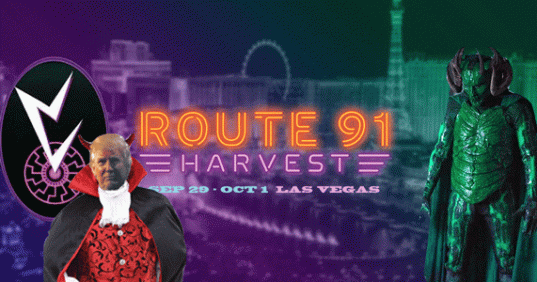 ROUTE 91
HARVEST
SEP 29 - OCT 1 LAS VEGAS